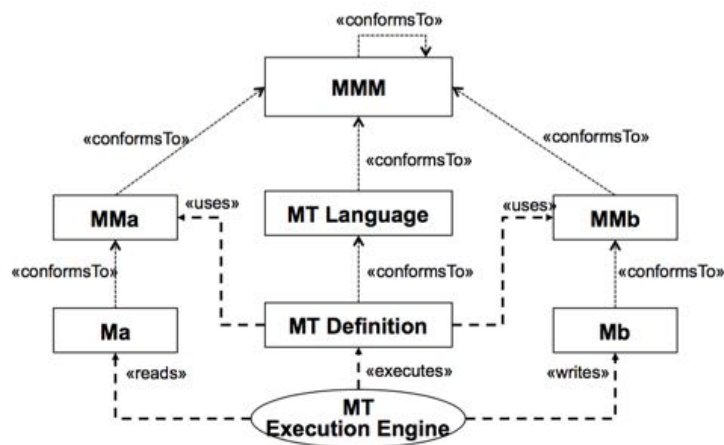 «conformsTo»
MMM
«conformsTo»
«conformsTo»
«conformsTo»
«uses»
«uses»
MMa
MT Language
MMb
«conformsTo»
«conformsTo»
«conformsTo»
Ma
MT Definition
Mb
«reads»
«executes»
«writes»
MT
Execution Engine